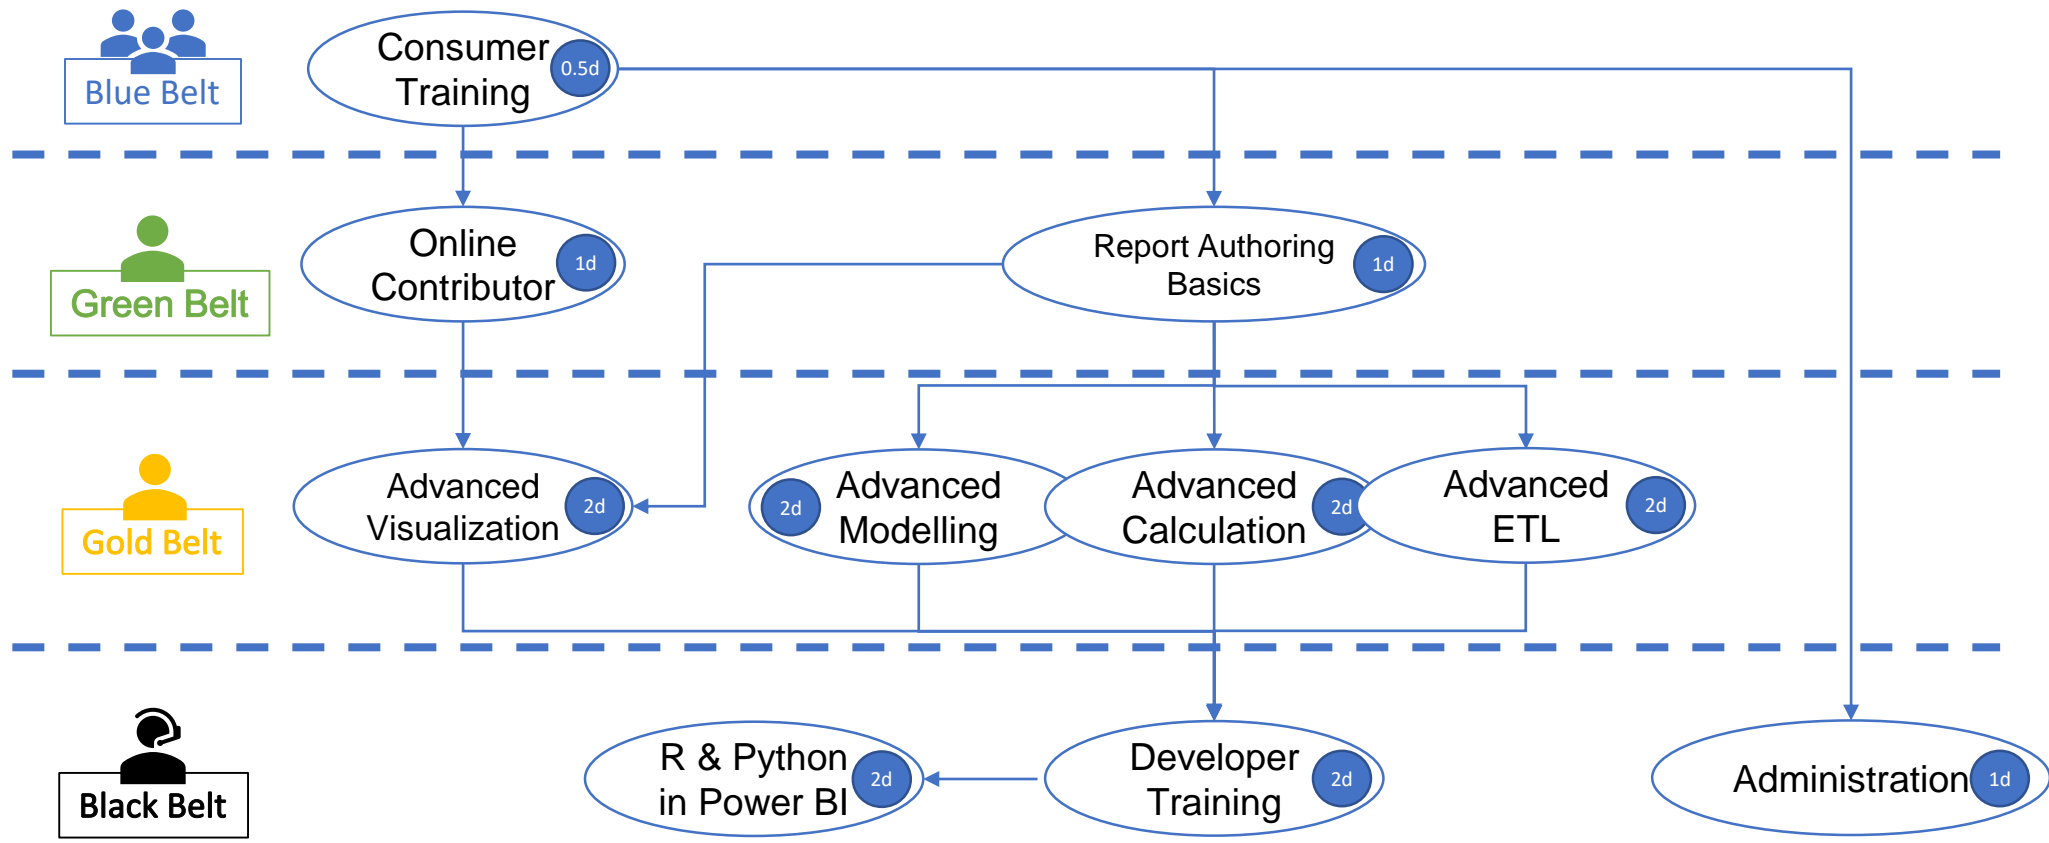 Blue Belt
Consumer
Training
0.5d
Green Belt
Online
Contributor
1d
Report Authoring
Basics
1d
Gold Belt
Advanced
Visualization
2d
2d
Advanced
Modelling
Advanced
Calculation
2d
Advanced
ETL
2d
Black Belt
R & Python
in Power BI
2d
Developer
Training
2d
Administration
1d